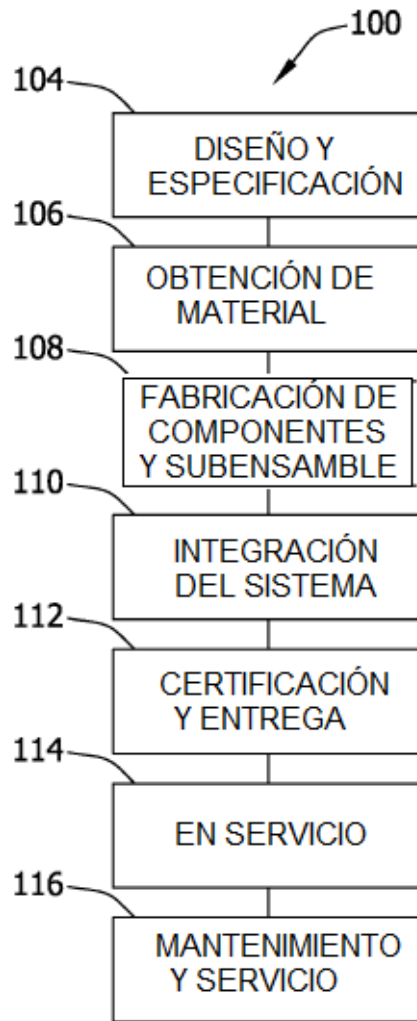 100
104
DISEÑO Y
ESPECIFICACIÓN
106
OBTENCIÓN DE
MATERIAL
108
FABRICACIÓN DE
COMPONENTES
Y SUBENSAMBLE
110
INTEGRACIÓN
DEL SISTEMA
112
CERTIFICACIÓN
Y ENTREGA
114
EN SERVICIO
116
MANTENIMIENTO
Y SERVICIO